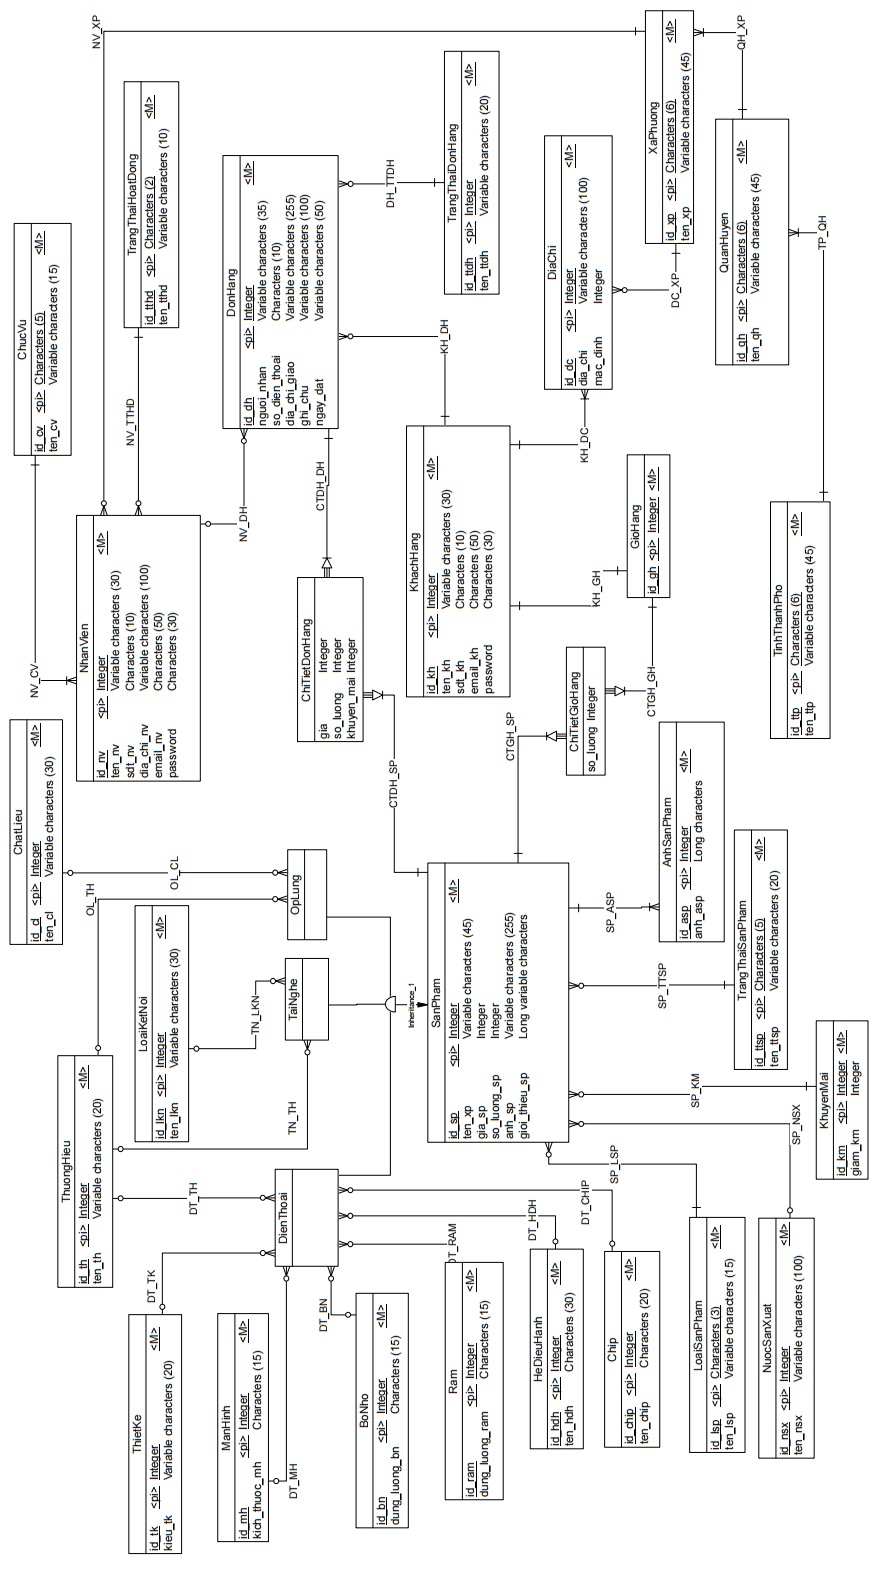 NV_XP
ChucVu
id_cv <pi> Characters (5) <M>
ten_cv Variable characters (15)
TrangThaiHoatDong
id_tthd <pi> Characters (2) <M>
ten_tthd Variable characters (10)
NV_CV
NV_TTHD
NhanVien
id_nv <pi> Integer <M>
ten_nv Variable characters (30)
sdt_nv Characters (10)
dia_chi_nv Variable characters (100)
email_nv Characters (50)
password Characters (30)
NV_DH
DonHang
id_dh <pi> Integer <M>
nguoi_nhan Variable characters (35)
so_dien_thoai Characters (10)
dia_chi_giao Variable characters (255)
ghi_chu Variable characters (100)
ngay_dat Variable characters (50)
DH_TTDH
TrangThaiDonHang
id_ttdh <pi> Integer <M>
ten_ttdh Variable characters (20)
CTDH_DH
ChiTietDonHang
gia Integer
so_luong Integer
khuyen_mai Integer
CTDH_SP
KH_DH
KhachHang
id_kh <pi> Integer <M>
ten_kh Variable characters (30)
sdt_kh Characters (10)
email_kh Characters (50)
password Characters (30)
KH_DC
DiaChi
id_dc <pi> Integer <M>
dia_chi Variable characters (100)
mac_dinh Integer
DC_XP
XaPhuong
id_xp <pi> Characters (6) <M>
ten_xp Variable characters (45)
QH_XP
QuanHuyen
id_qh <pi> Characters (6) <M>
ten_qh Variable characters (45)
TP_QH
TinhThanhPho
id_ttp <pi> Characters (6) <M>
ten_ttp Variable characters (45)
KH_GH
GioHang
id_gh <pi> Integer <M>
CTGH_GH
ChiTietGioHang
so_luong Integer
CTGH_SP
ChatLieu
id_cl <pi> Integer <M>
ten_cl Variable characters (30)
OL_CL
OL_TH
OpLung
LoaiKetNoi
id_lkn <pi> Integer <M>
ten_lkn Variable characters (30)
TN_LKN
TaiNghe
TN_TH
Inheritance_1
ThuongHieu
id_th <pi> Integer <M>
ten_th Variable characters (20)
DT_TH
DienThoai
SanPham
id_sp <pi> Integer <M>
ten_xp Variable characters (45)
gia_sp Integer
so_luong_sp Integer
anh_sp Variable characters (255)
gioi_thieu_sp Long variable characters
SP_ASP
AnhSanPham
id_asp <pi> Integer <M>
anh_asp Long characters
SP_TTSP
TrangThaiSanPham
id_ttsp <pi> Characters (5) <M>
ten_ttsp Variable characters (20)
SP_KM
KhuyenMai
id_km <pi> Integer <M>
giam_km Integer
SP_NSX
NuocSanXuat
id_nsx <pi> Integer <M>
ten_nsx Variable characters (100)
SP_LSP
LoaiSanPham
id_lsp <pi> Characters (3) <M>
ten_lsp Variable characters (15)
DT_TK
ThietKe
id_tk <pi> Integer <M>
kieu_tk Variable characters (20)
DT_MH
ManHinh
id_mh <pi> Integer <M>
kich_thuoc_mh Characters (15)
DT_BN
BoNho
id_bn <pi> Integer <M>
dung_luong_bn Characters (15)
DT_RAM
Ram
id_ram <pi> Integer <M>
dung_luong_ram Characters (15)
DT_HDH
HeDieuHanh
id_hdh <pi> Integer <M>
ten_hdh Characters (30)
DT_CHIP
Chip
id_chip <pi> Integer <M>
ten_chip Characters (20)